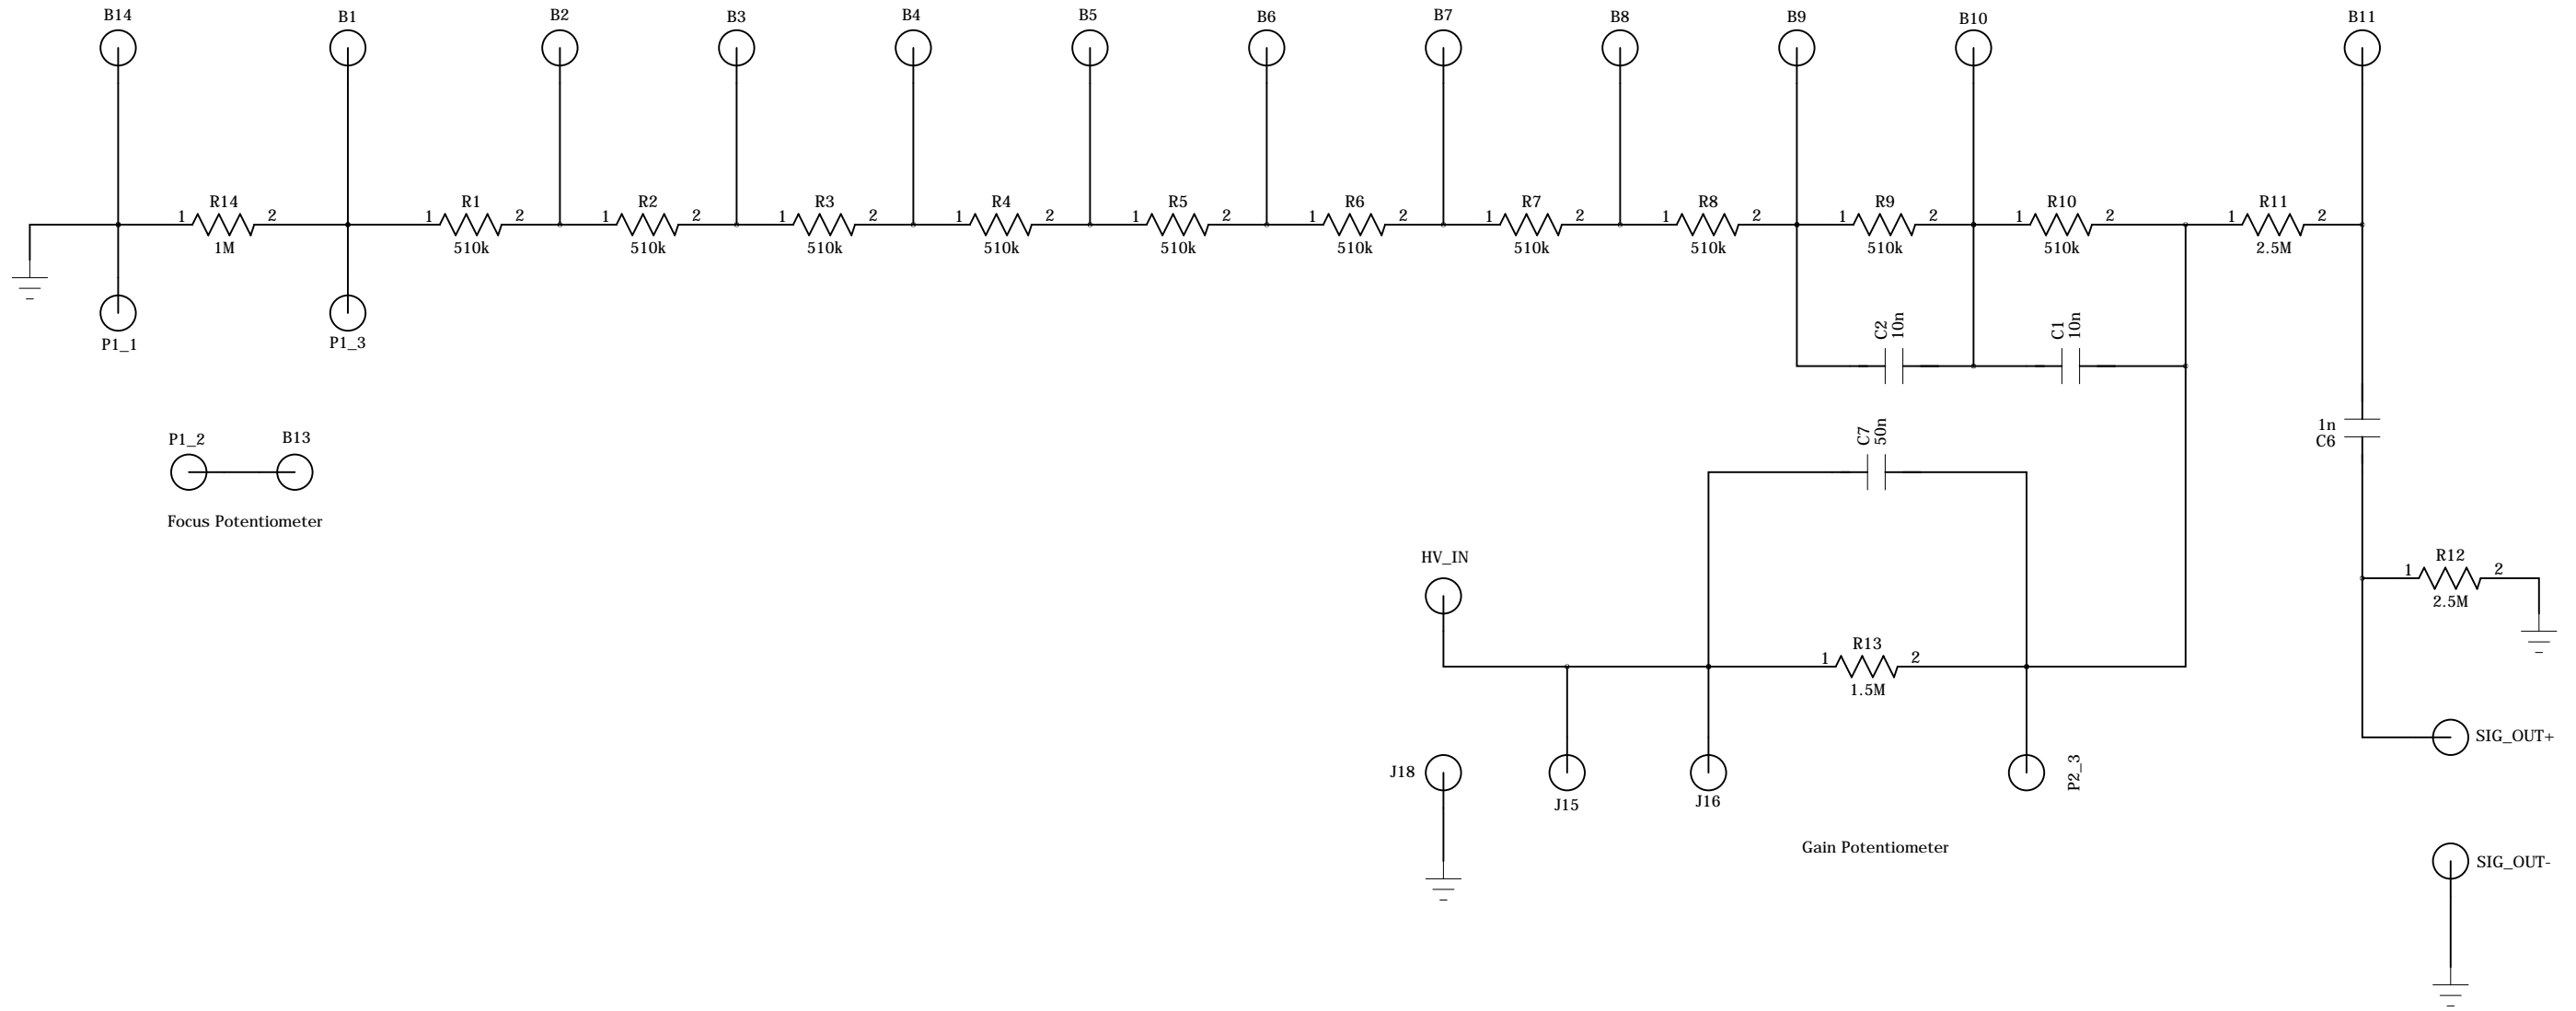 B14
B1
B2
B3
B4
B5
B6
B7
B8
B9
B10
B11
1 R14 2
1M
1 R1 2
510k
1 R2 2
510k
1 R3 2
510k
1 R4 2
510k
1 R5 2
510k
1 R6 2
510k
1 R7 2
510k
1 R8 2
510k
1 R9 2
510k
1 R10 2
510k
1 R11 2
2.5M
P1_1
P1_3
C2
10n
C1
10n
P1_2
B13
Focus Potentiometer
C7
50n
1n
C6
HV_IN
1 R12 2
2.5M
1 R13 2
1.5M
SIG_OUT+
J18
J15
J16
P2_3
Gain Potentiometer
SIG_OUT-